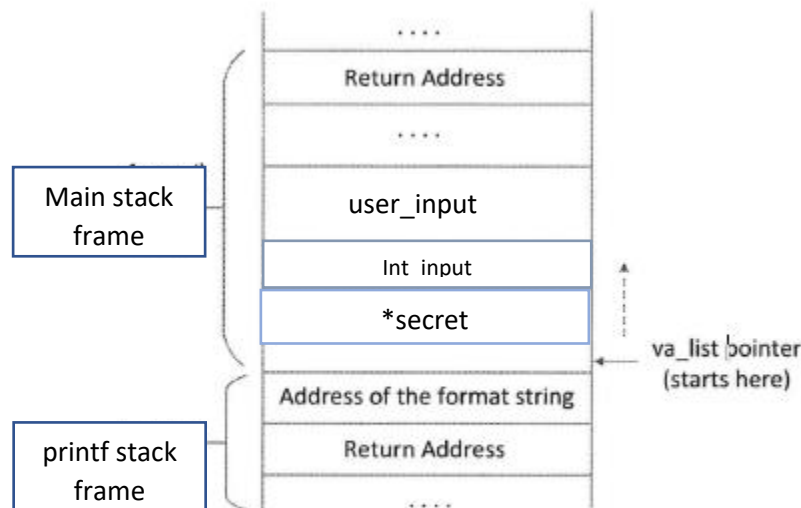 ....
Return Address
....
Main stack
frame
user_input
Int input
*secret
va_list pointer
(starts here)
Address of the format string
printf stack
frame
Return Address
....